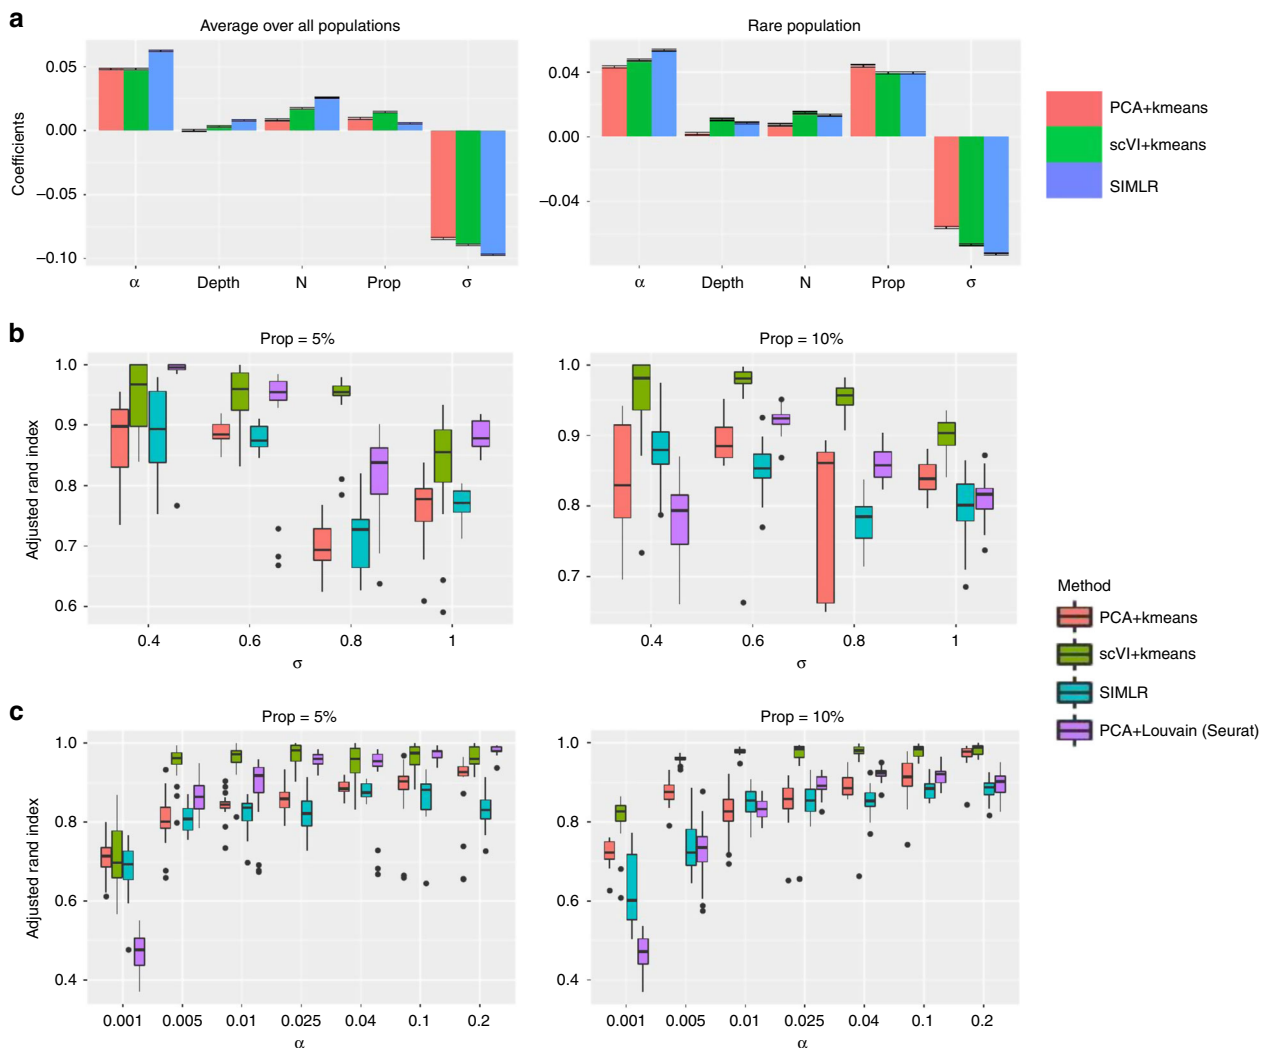 a
Average over all populations
Rare population
Coefficients
0.05
0.00
−0.05
−0.10
α Depth N Prop σ
0.04
0.00
−0.04
α Depth N Prop σ
PCA+kmeans
scVI+kmeans
SIMLR
b
Prop = 5%
Prop = 10%
Adjusted rand index
1.0
0.9
0.8
0.7
0.6
0.4 0.6 0.8 1
σ
1.0
0.9
0.8
0.7
0.4 0.6 0.8 1
σ
Method
PCA+kmeans
scVI+kmeans
SIMLR
PCA+Louvain (Seurat)
c
Prop = 5%
Prop = 10%
Adjusted rand index
1.0
0.8
0.6
0.4
0.001 0.005 0.01 0.025 0.04 0.1 0.2
α
1.0
0.8
0.6
0.4
0.001 0.005 0.01 0.025 0.04 0.1 0.2
α